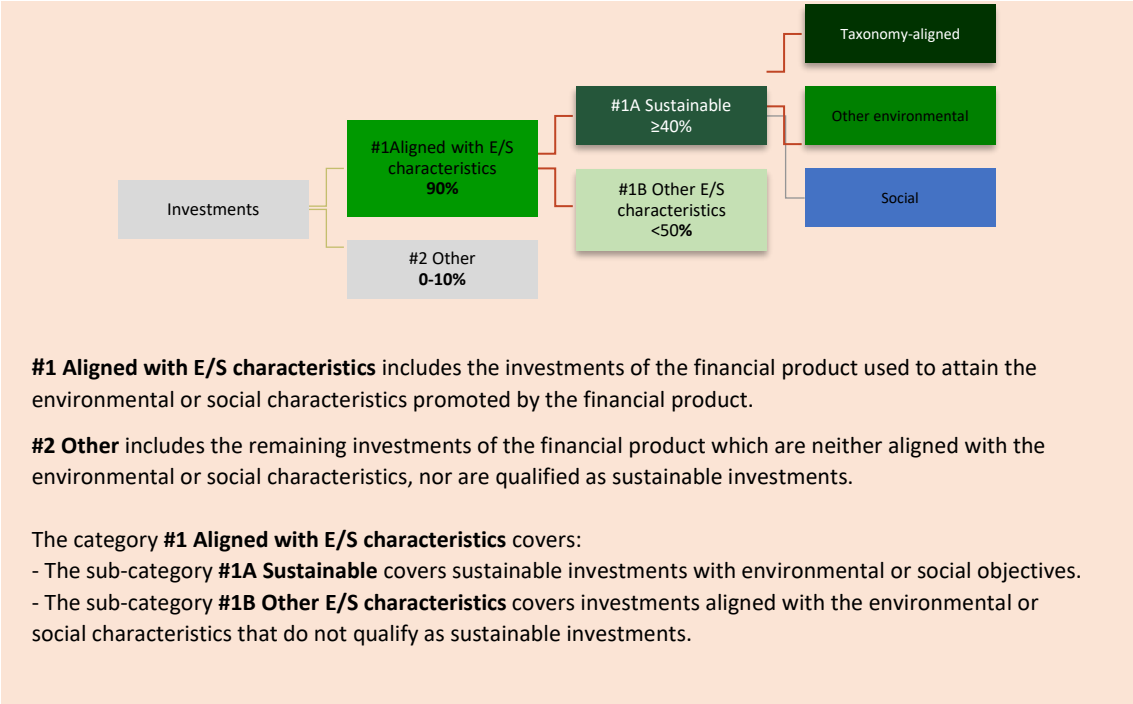 Taxonomy-aligned
#1A Sustainable
≥40%
Other environmental
#1Aligned with E/S
characteristics
90%
#1B Other E/S
characteristics
<50%
Social
Investments
#2 Other
0-10%
#1 Aligned with E/S characteristics includes the investments of the financial product used to attain the
environmental or social characteristics promoted by the financial product.
#2 Other includes the remaining investments of the financial product which are neither aligned with the
environmental or social characteristics, nor are qualified as sustainable investments.
The category #1 Aligned with E/S characteristics covers:
- The sub-category #1A Sustainable covers sustainable investments with environmental or social objectives.
- The sub-category #1B Other E/S characteristics covers investments aligned with the environmental or
social characteristics that do not qualify as sustainable investments.